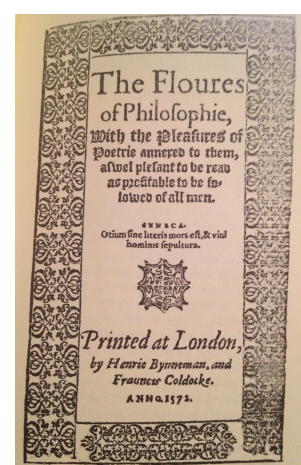 The Floures
of Philosophie,
With the Pleasures of
Poetrie annexed to them,
aswel plesant to be read
as profitable to be fo-
lowed of all men.
SENECA.
Otium sine literis mors est, & viui
hominis sepultura.
Printed at London,
by Henrie Bynneman, and
Frauncis Coldocke.
ANNO. 1572.